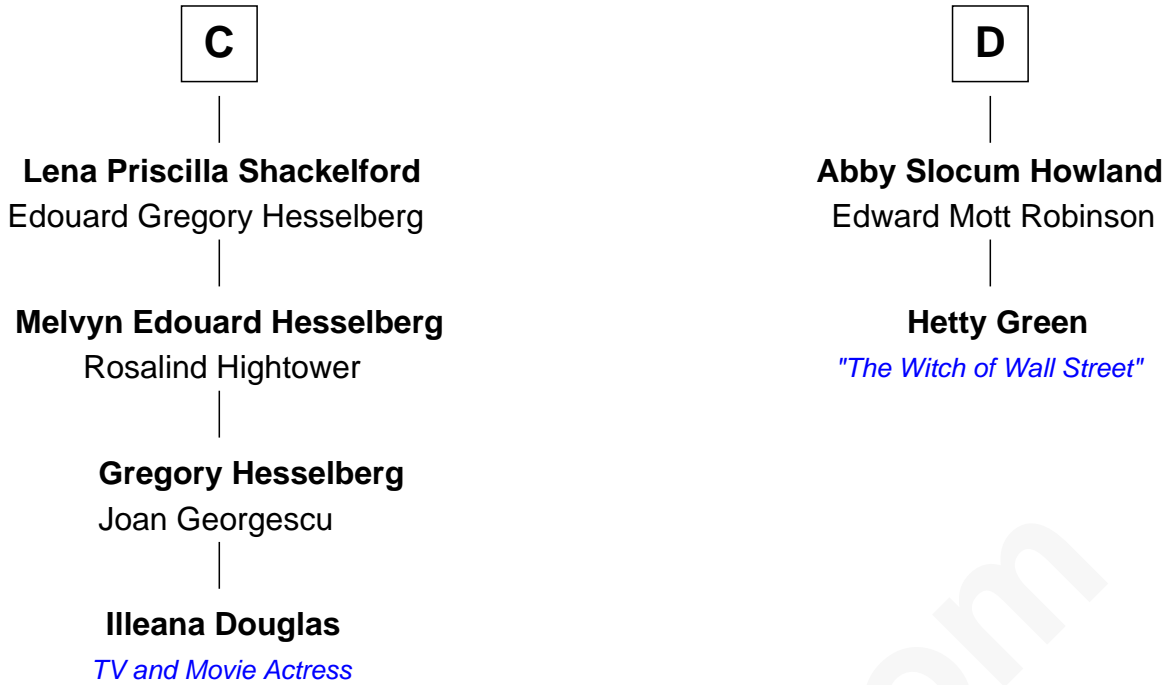 C
Lena Priscilla Shackelford
Edouard Gregory Hesselberg
Melvyn Edouard Hesselberg
Rosalind Hightower
Gregory Hesselberg
Joan Georgescu
Illeana Douglas
TV and Movie Actress
D
Abby Slocum Howland
Edward Mott Robinson
Hetty Green
"The Witch of Wall Street"
om